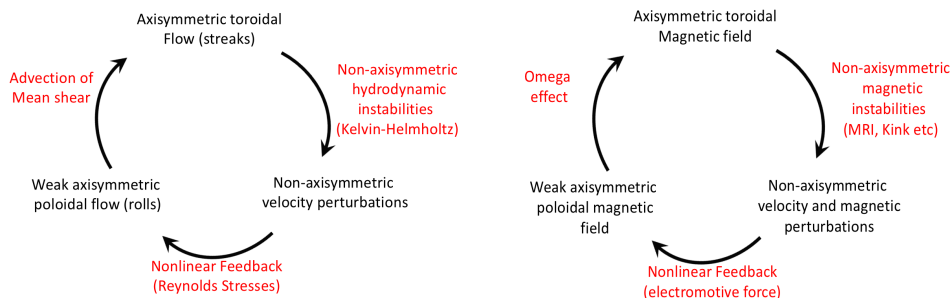 Axisymmetric toroidal
Flow (streaks)
Advection of
Mean shear
Non-axisymmetric
hydrodynamic
instabilities
(Kelvin-Helmholtz)
Weak axisymmetric
poloidal flow (rolls)
Non-axisymmetric
velocity perturbations
Nonlinear Feedback
(Reynolds Stresses)
Axisymmetric toroidal
Magnetic field
Omega
effect
Non-axisymmetric
magnetic
instabilities
(MRI, Kink etc)
Weak axisymmetric
poloidal magnetic
field
Non-axisymmetric
velocity and magnetic
perturbations
Nonlinear Feedback
(electromotive force)